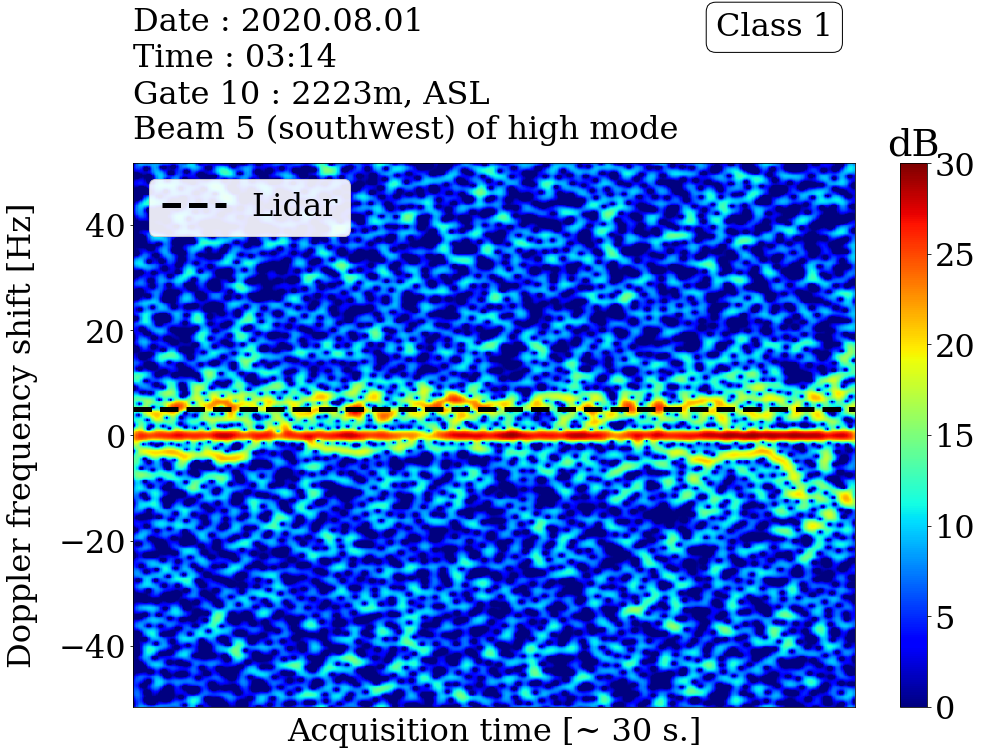 Date : 2020.08.01
Time : 03:14
Gate 10 : 2223m, ASL
Beam 5 (southwest) of high mode
Class 1
dB
Lidar
Doppler frequency shift [Hz]
40
20
0
−20
−40
30
25
20
15
10
5
0
Acquisition time [~ 30 s.]